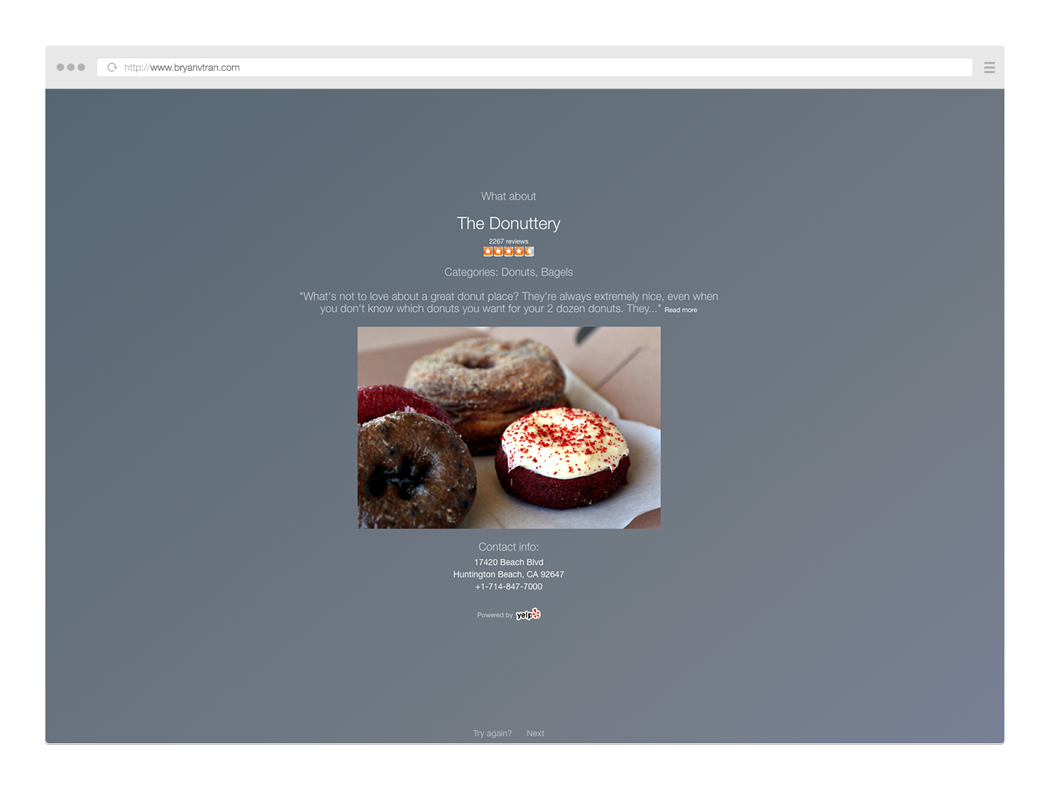 http://www.bryanvtran.com
What about
The Donuttery
2267 reviews
Categories: Donuts, Bagels
"What's not to love about a great donut place? They're always extremely nice, even when
you don't know which donuts you want for your 2 dozen donuts. They..." Read more
Contact info:
17420 Beach Blvd
Huntington Beach, CA 92647
+1-714-847-7000
Powered by yelp
Try again? Next